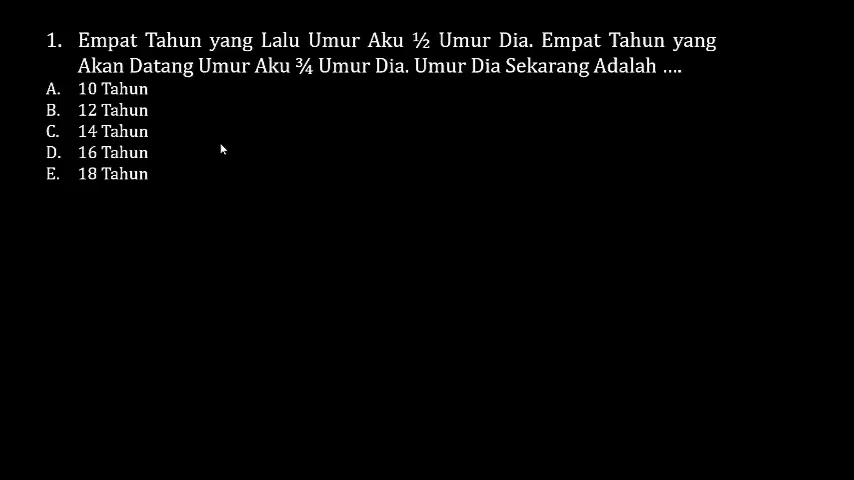 1. Empat Tahun yang Lalu Umur Aku ½ Umur Dia. Empat Tahun yang
Akan Datang Umur Aku ¾ Umur Dia. Umur Dia Sekarang Adalah ....
A. 10 Tahun
B. 12 Tahun
C. 14 Tahun
D. 16 Tahun
E. 18 Tahun